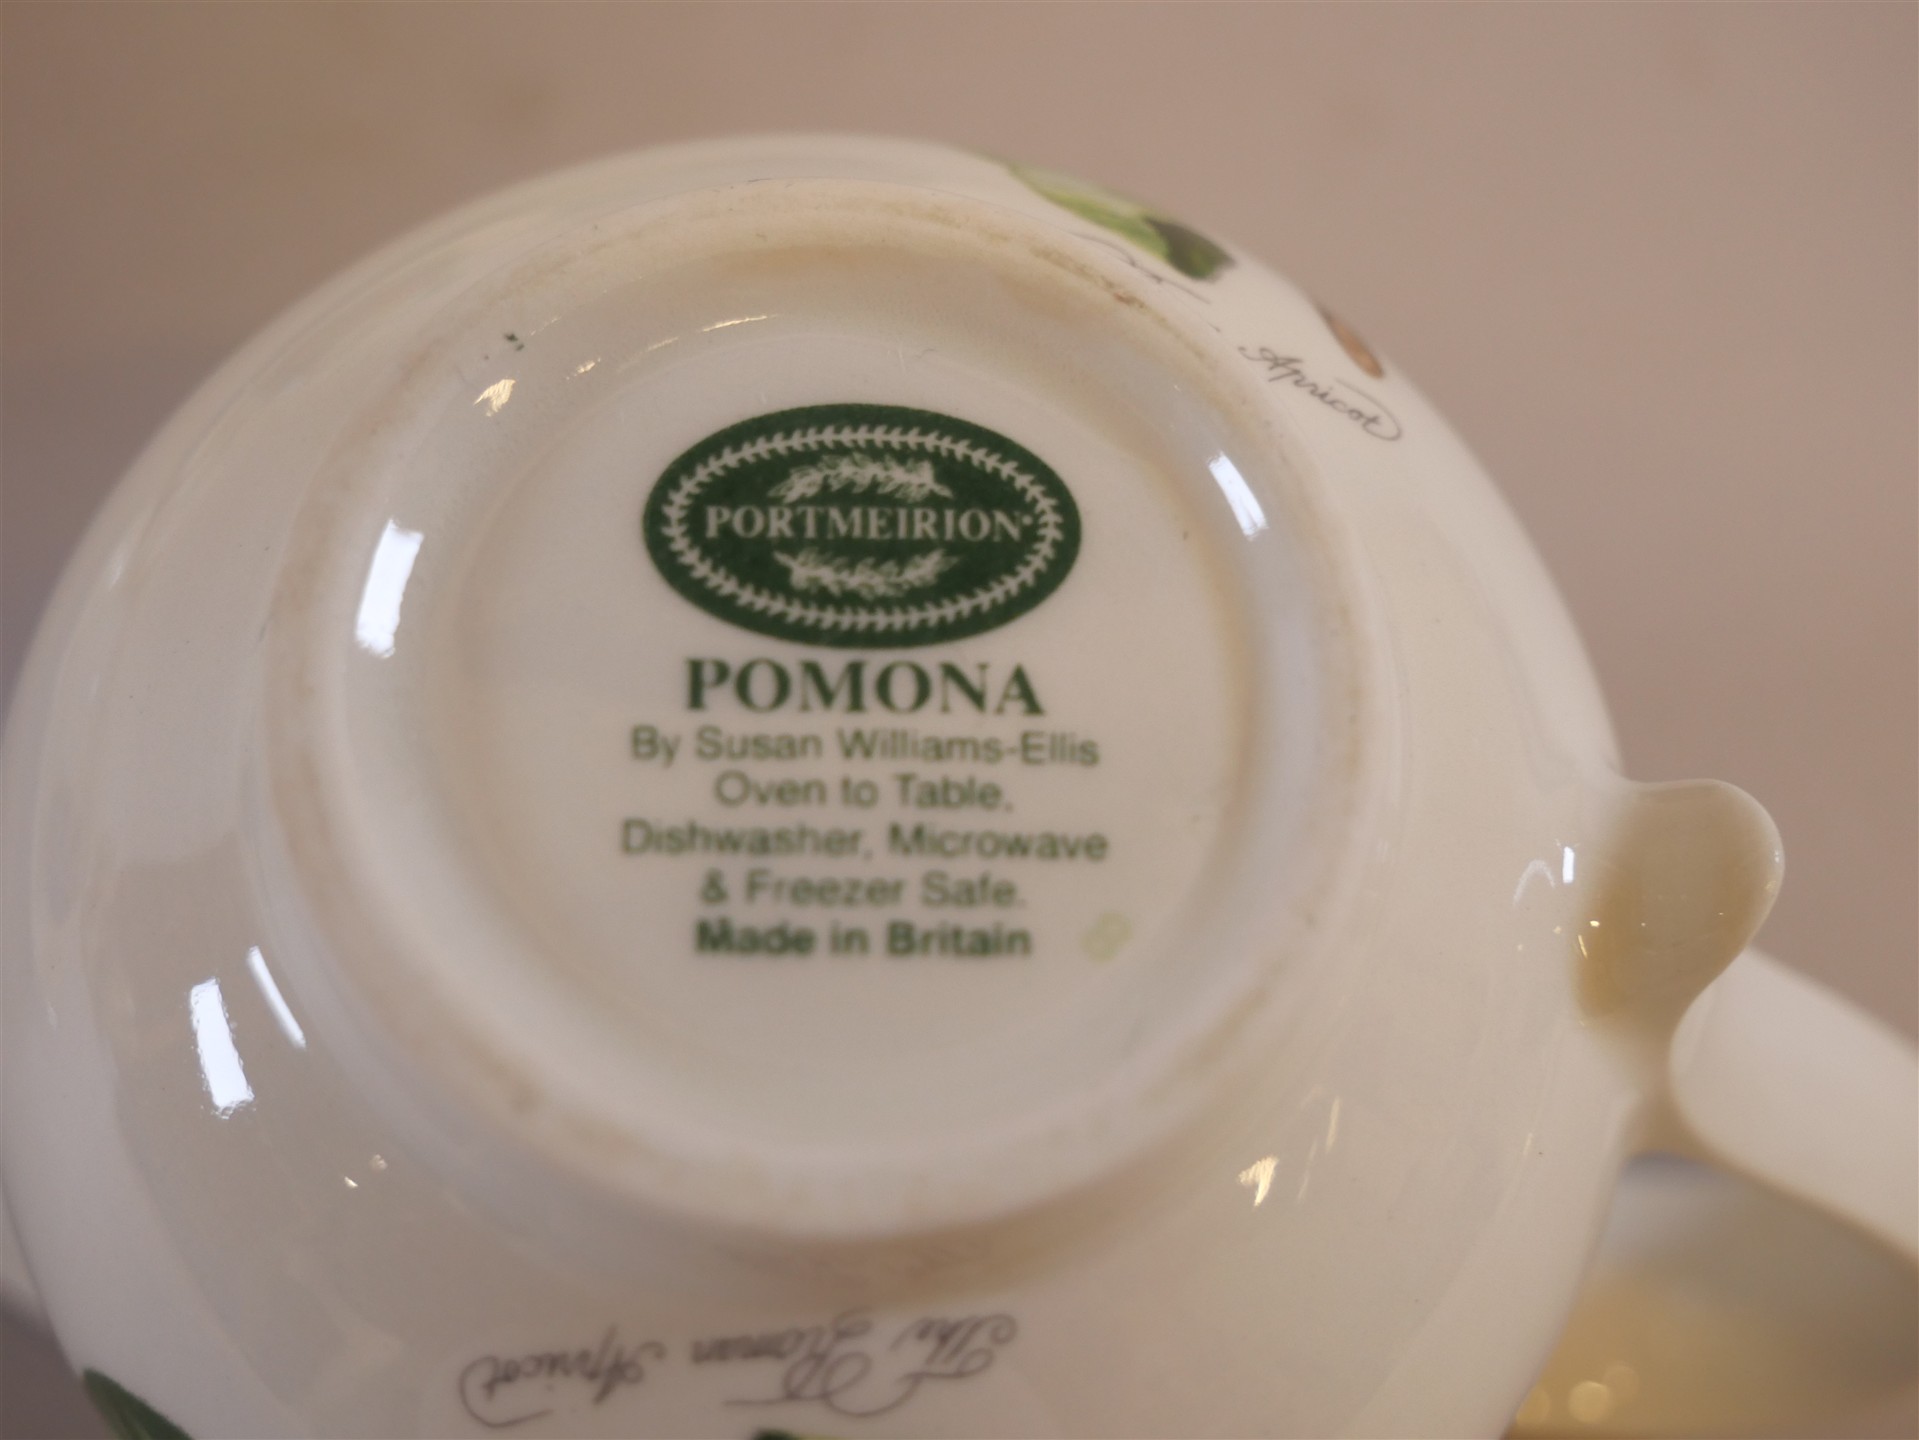 PORTMEIRION®
POMONA
By Susan Williams-Ellis
Oven to Table.
Dishwasher, Microwave
& Freezer Safe.
Made in Britain
Apricot
The Roman Apricot